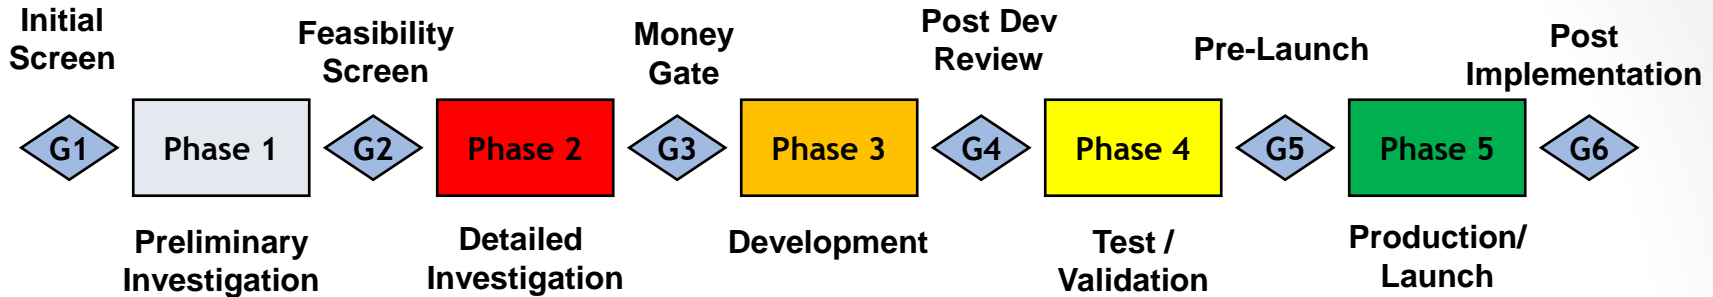 Initial
Screen
Feasibility
Screen
Money
Gate
Post Dev
Review
Pre-Launch
Post
Implementation
G1
Phase 1
G2
Phase 2
G3
Phase 3
G4
Phase 4
G5
Phase 5
G6
Preliminary
Investigation
Detailed
Investigation
Development
Test /
Validation
Production/
Launch